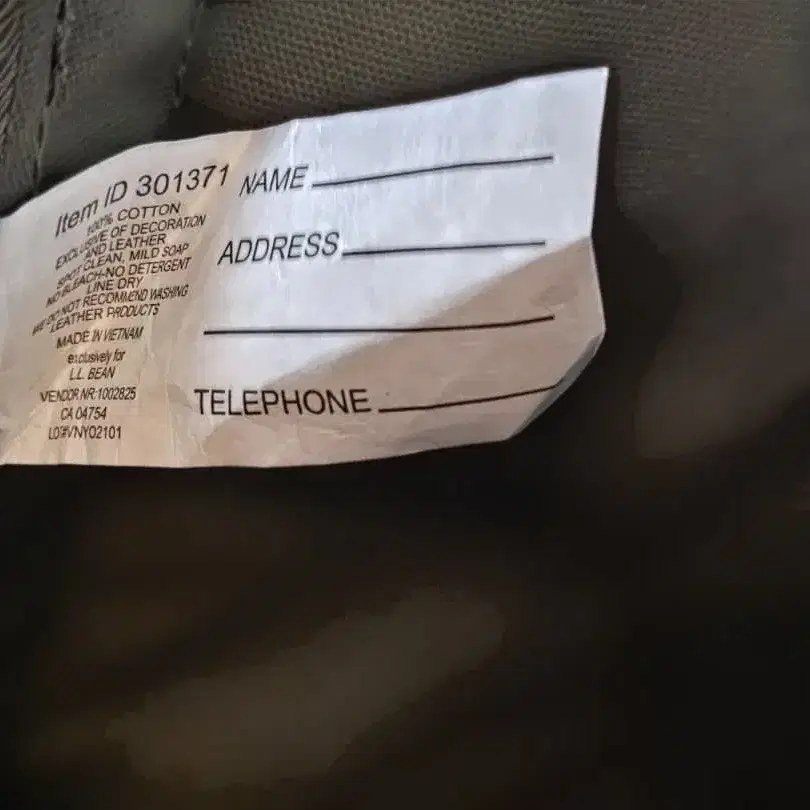 Item ID 301371
100% COTTON
EXCLUSIVE OF DECORATION
AND LEATHER
SPOT CLEAN, MILD SOAP
NO BLEACH-NO DETERGENT
LINE DRY
WE DO NOT RECOMMEND WASHING
LEATHER PRODUCTS
MADE IN VIETNAM
exclusively for
L.L. BEAN
VENDOR NR:1002825
CA 04754
LOT#VNYO2101
NAME
ADDRESS
TELEPHONE